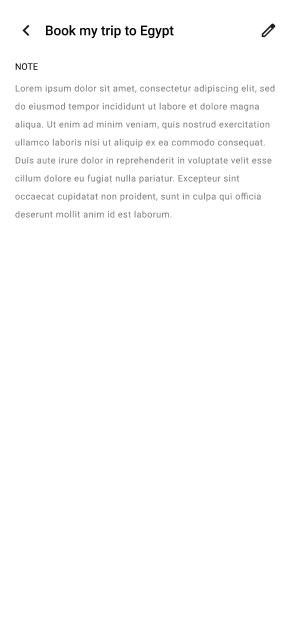 Book my trip to Egypt
NOTE
Lorem ipsum dolor sit amet, consectetur adipiscing elit, sed
do eiusmod tempor incididunt ut labore et dolore magna
aliqua. Ut enim ad minim veniam, quis nostrud exercitation
ullamco laboris nisi ut aliquip ex ea commodo consequat.
Duis aute irure dolor in reprehenderit in voluptate velit esse
cillum dolore eu fugiat nulla pariatur. Excepteur sint
occaecat cupidatat non proident, sunt in culpa qui officia
deserunt mollit anim id est laborum.